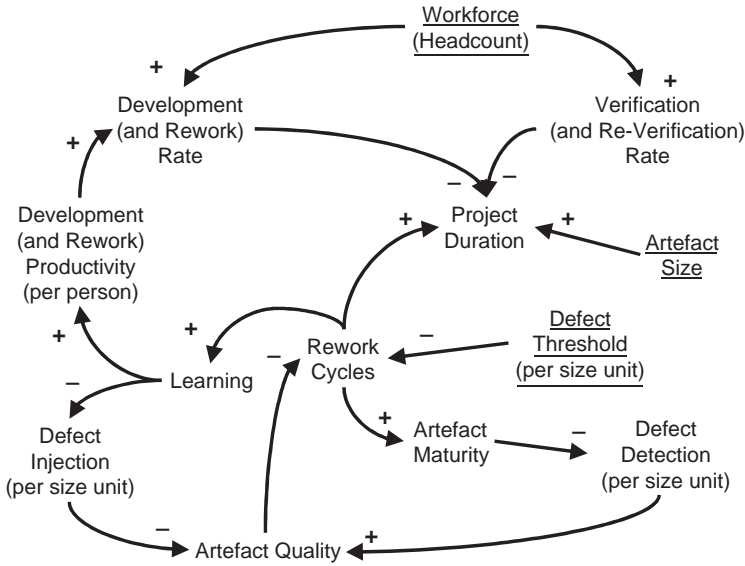 Workforce
(Headcount)
+
+
Development
(and Rework)
Rate
Verification
(and Re-Verification)
Rate
+
–
–
Development
(and Rework)
Productivity
(per person)
+
Project
Duration
+
Artefact
Size
+
+
–
Learning
–
Rework
Cycles
–
Defect
Threshold
(per size unit)
–
+
Artefact
Maturity
–
Defect
Detection
(per size unit)
Defect
Injection
(per size unit)
–
Artefact Quality
+